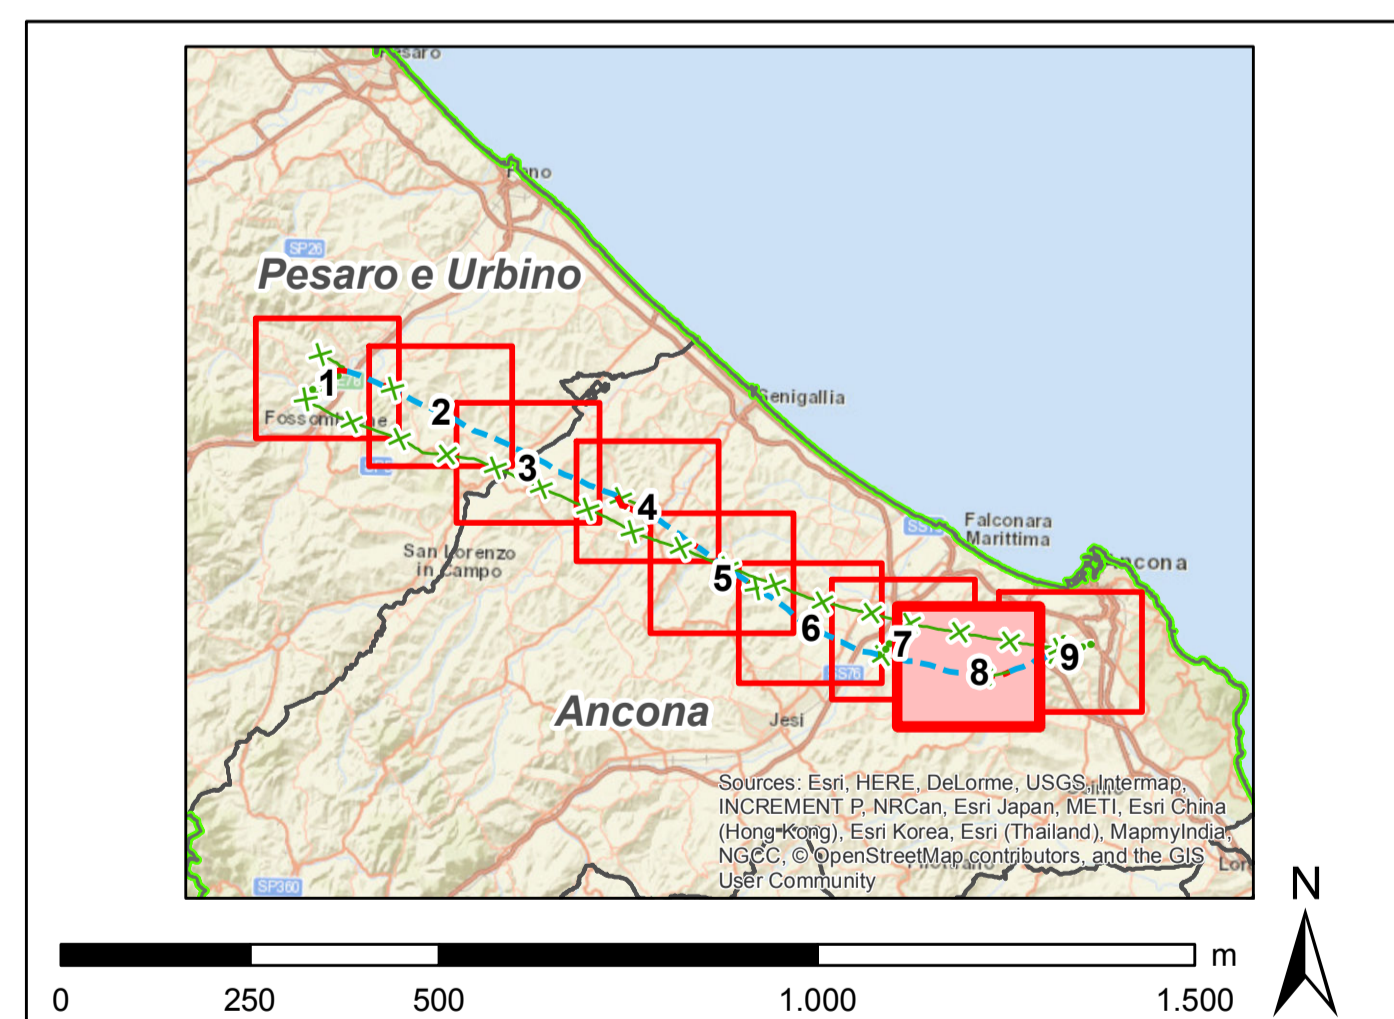 Fano
SP26
Pesaro e Urbino
1
2
Senigallia
3
4
San Lorenzo
in Campo
Falconara
Marittima
5
6
7
8
9
SS76
Ancona
Jesi
Sources: Esri, HERE, DeLorme, USGS, Intermap,
INCREMENT P, NRCan, Esri Japan, METI, Esri China
(Hong Kong), Esri Korea, Esri (Thailand), MapmyIndia,
NGCC, © OpenStreetMap contributors, and the GIS
User Community
SP360
N
m
0 250 500 1.000 1.500